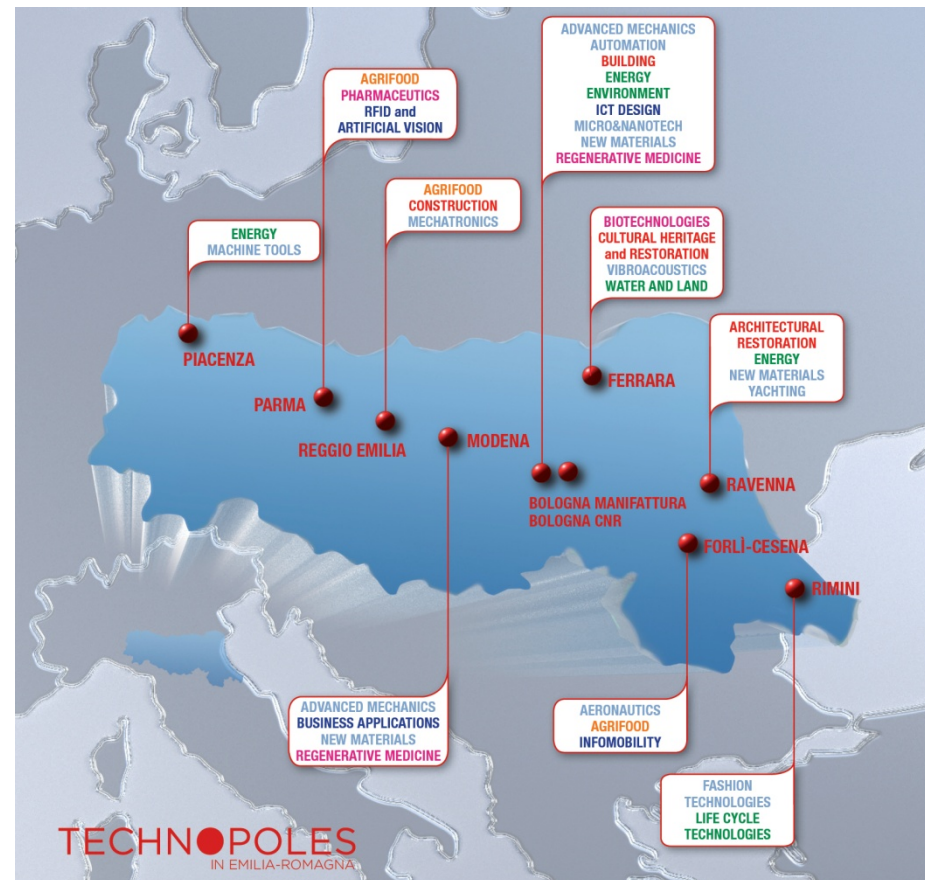 ADVANCED MECHANICS
AUTOMATION
BUILDING
ENERGY
ENVIRONMENT
ICT DESIGN
MICRO&NANOTECH
NEW MATERIALS
REGENERATIVE MEDICINE
AGRIFOOD
PHARMACEUTICS
RFID and
ARTIFICIAL VISION
AGRIFOOD
CONSTRUCTION
MECHATRONICS
BIOTECHNOLOGIES
CULTURAL HERITAGE
and RESTORATION
VIBROACOUSTICS
WATER AND LAND
ENERGY
MACHINE TOOLS
ARCHITECTURAL
RESTORATION
ENERGY
NEW MATERIALS
YACHTING
PIACENZA
PARMA
REGGIO EMILIA
MODENA
FERRARA
BOLOGNA MANIFATTURA
BOLOGNA CNR
RAVENNA
FORLÌ-CESENA
RIMINI
ADVANCED MECHANICS
BUSINESS APPLICATIONS
NEW MATERIALS
REGENERATIVE MEDICINE
AERONAUTICS
AGRIFOOD
INFOMOBILITY
FASHION
TECHNOLOGIES
LIFE CYCLE
TECHNOLOGIES
TECHNOPOLES
IN EMILIA-ROMAGNA